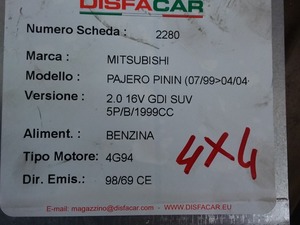 DISFACAR
Numero Scheda : 2280
Marca : MITSUBISHI
Modello : PAJERO PININ (07/99>04/04
Versione : 2.0 16V GDI SUV
5P/B/1999CC
Aliment. : BENZINA
Tipo Motore: 4G94
Dir. Emis.: 98/69 CE
4X4
E-mail: magazzino@disfacar.it - WWW.DISFACAR.EU